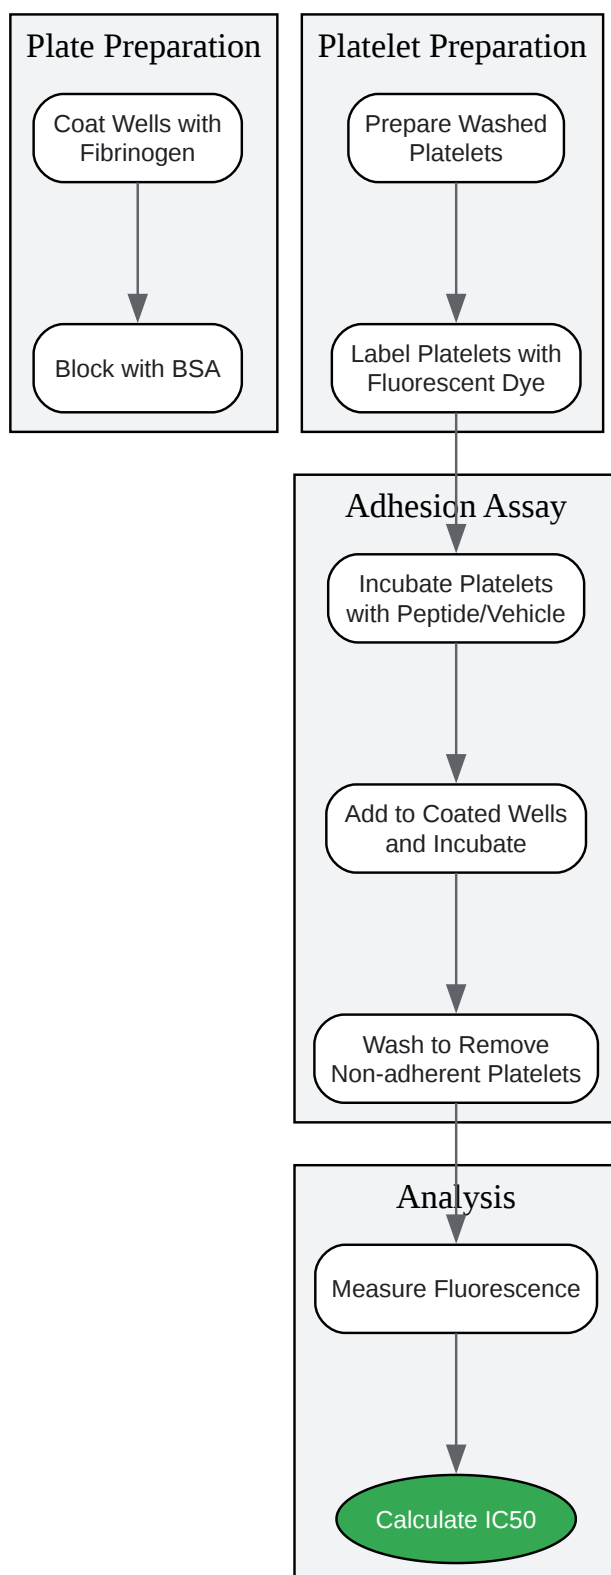 Plate Preparation
Coat Wells with
Fibrinogen
Block with BSA
Platelet Preparation
Prepare Washed
Platelets
Label Platelets with
Fluorescent Dye
Adhesion Assay
Incubate Platelets
with Peptide/Vehicle
Add to Coated Wells
and Incubate
Wash to Remove
Non-adherent Platelets
Analysis
Measure Fluorescence
Calculate IC50